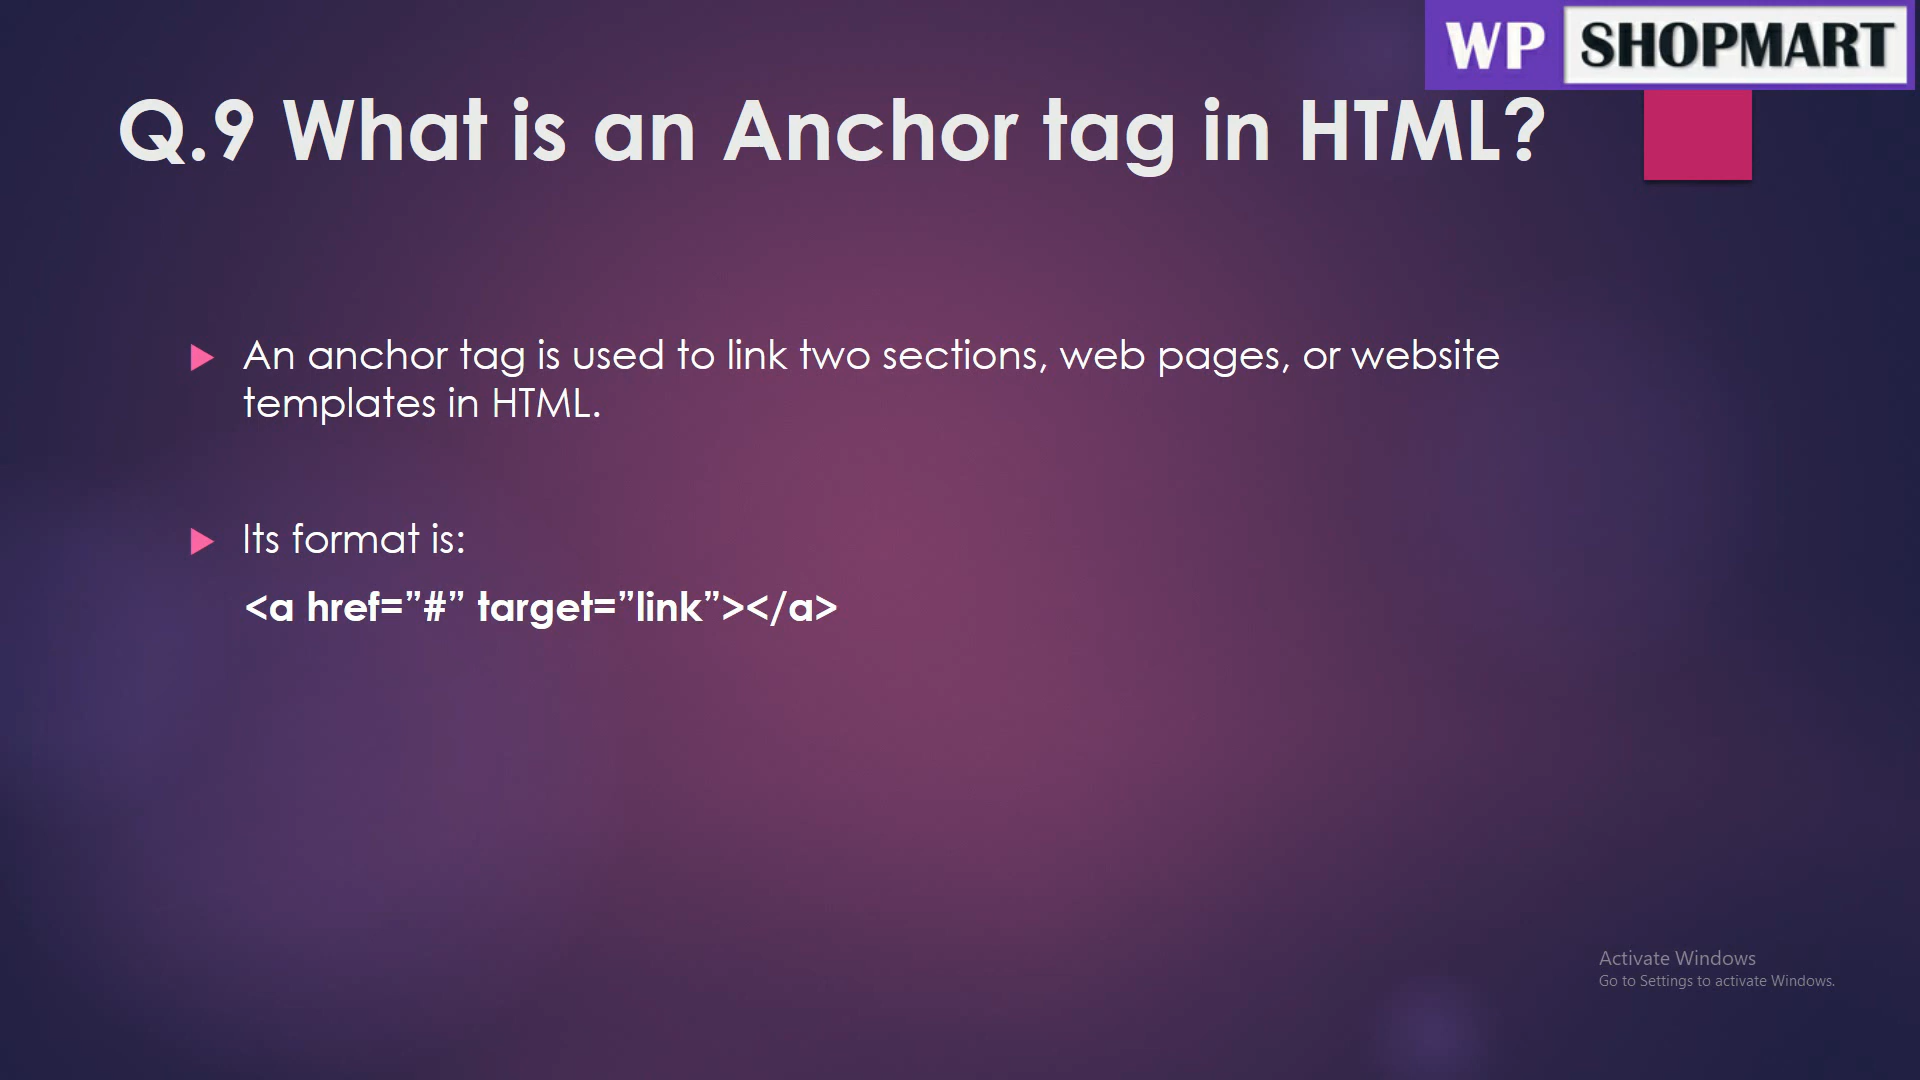 WP SHOPMART
Q.9 What is an Anchor tag in HTML?
An anchor tag is used to link two sections, web pages, or website
templates in HTML.
Its format is:
<a href=”#” target=”link”></a>
Activate Windows
Go to Settings to activate Windows.